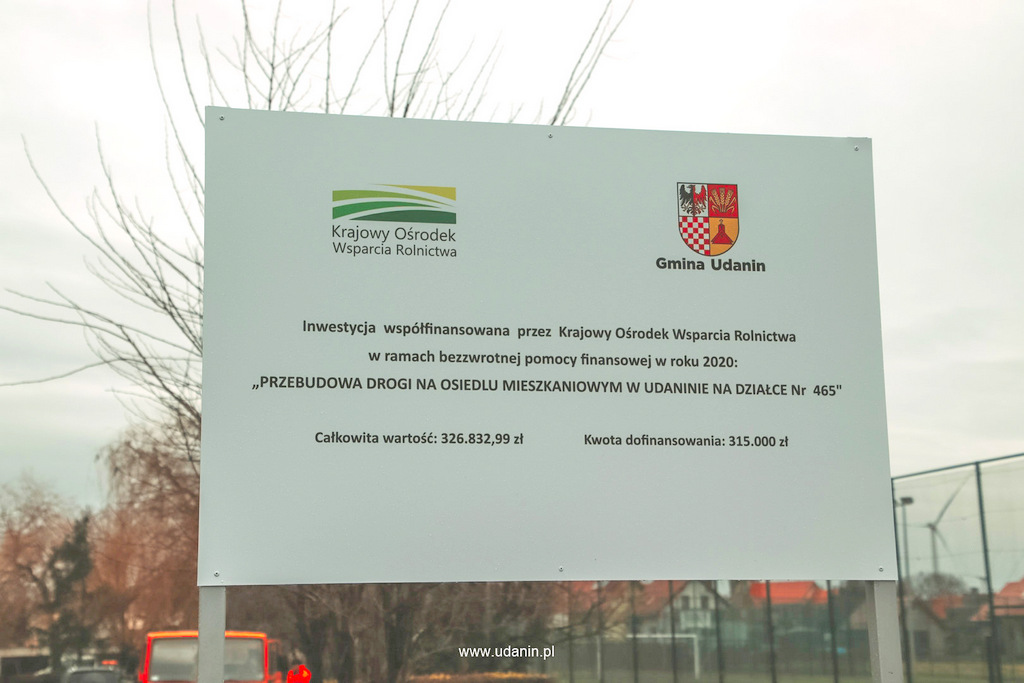 Krajowy Ośrodek
Wsparcia Rolnictwa
Gmina Udanin
Inwestycja współfinansowana przez Krajowy Ośrodek Wsparcia Rolnictwa
w ramach bezzwrotnej pomocy finansowej w roku 2020:
„PRZEBUDOWA DROGI NA OSIEDLU MIESZKANIOWYM W UDANINIE NA DZIAŁCE Nr 465"
Całkowita wartość: 326.832,99 zł Kwota dofinansowania: 315.000 zł
www.udanin.pl